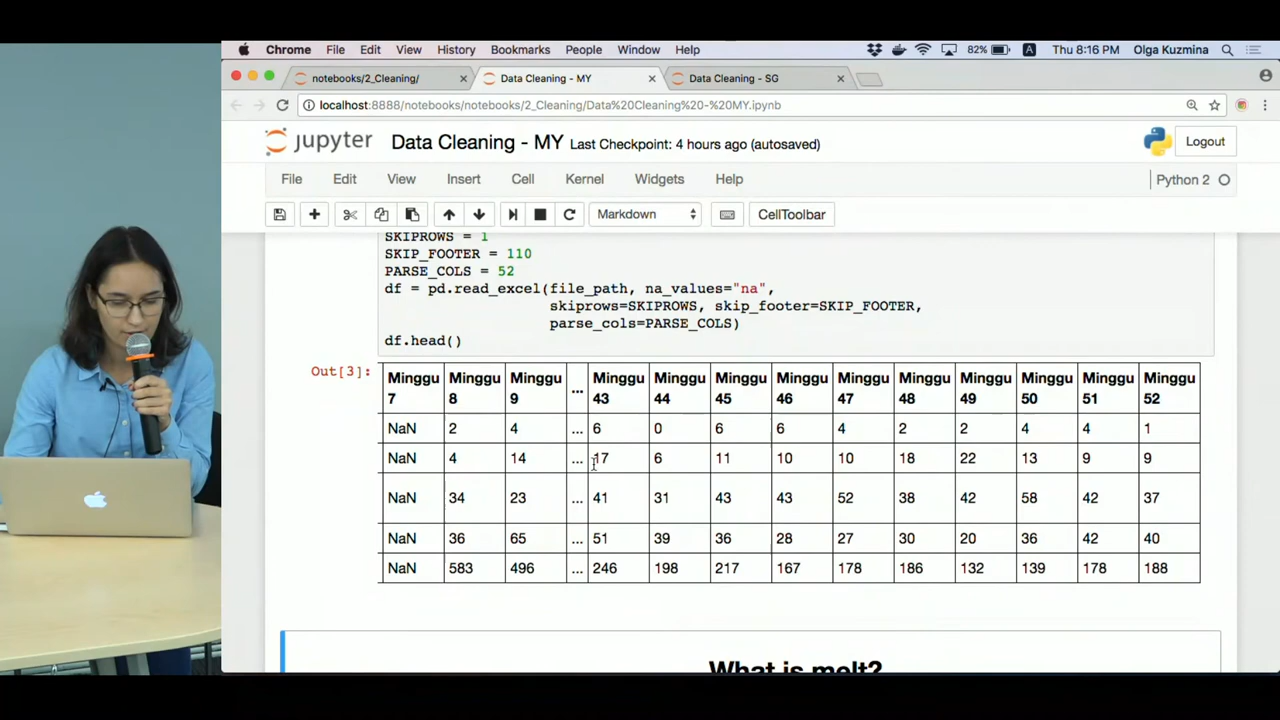 Chrome File Edit View History Bookmarks People Window Help 82% A Thu 8:16 PM Olga Kuzmina
notebooks/2_Cleaning/ Data Cleaning - MY Data Cleaning - SG
localhost:8888/notebooks/notebooks/2_Cleaning/Data%20Cleaning%20-%20MY.ipynb
jupyter Data Cleaning - MY Last Checkpoint: 4 hours ago (autosaved) Logout
File Edit View Insert Cell Kernel Widgets Help Python 2
Markdown CellToolbar
SKIPROWS = 1
SKIP_FOOTER = 110
PARSE_COLS = 52
df = pd.read_excel(file_path, na_values="na",
skiprows=SKIPROWS, skip_footer=SKIP_FOOTER,
parse_cols=PARSE_COLS)
df.head()
Out[3]:
Minggu 7 Minggu 8 Minggu 9 ... Minggu 43 Minggu 44 Minggu 45 Minggu 46 Minggu 47 Minggu 48 Minggu 49 Minggu 50 Minggu 51 Minggu 52
NaN 2 4 ... 6 0 6 6 4 2 2 4 4 1
NaN 4 14 ... 17 6 11 10 10 18 22 13 9 9
NaN 34 23 ... 41 31 43 43 52 38 42 58 42 37
NaN 36 65 ... 51 39 36 28 27 30 20 36 42 40
NaN 583 496 ... 246 198 217 167 178 186 132 139 178 188
What is melt?